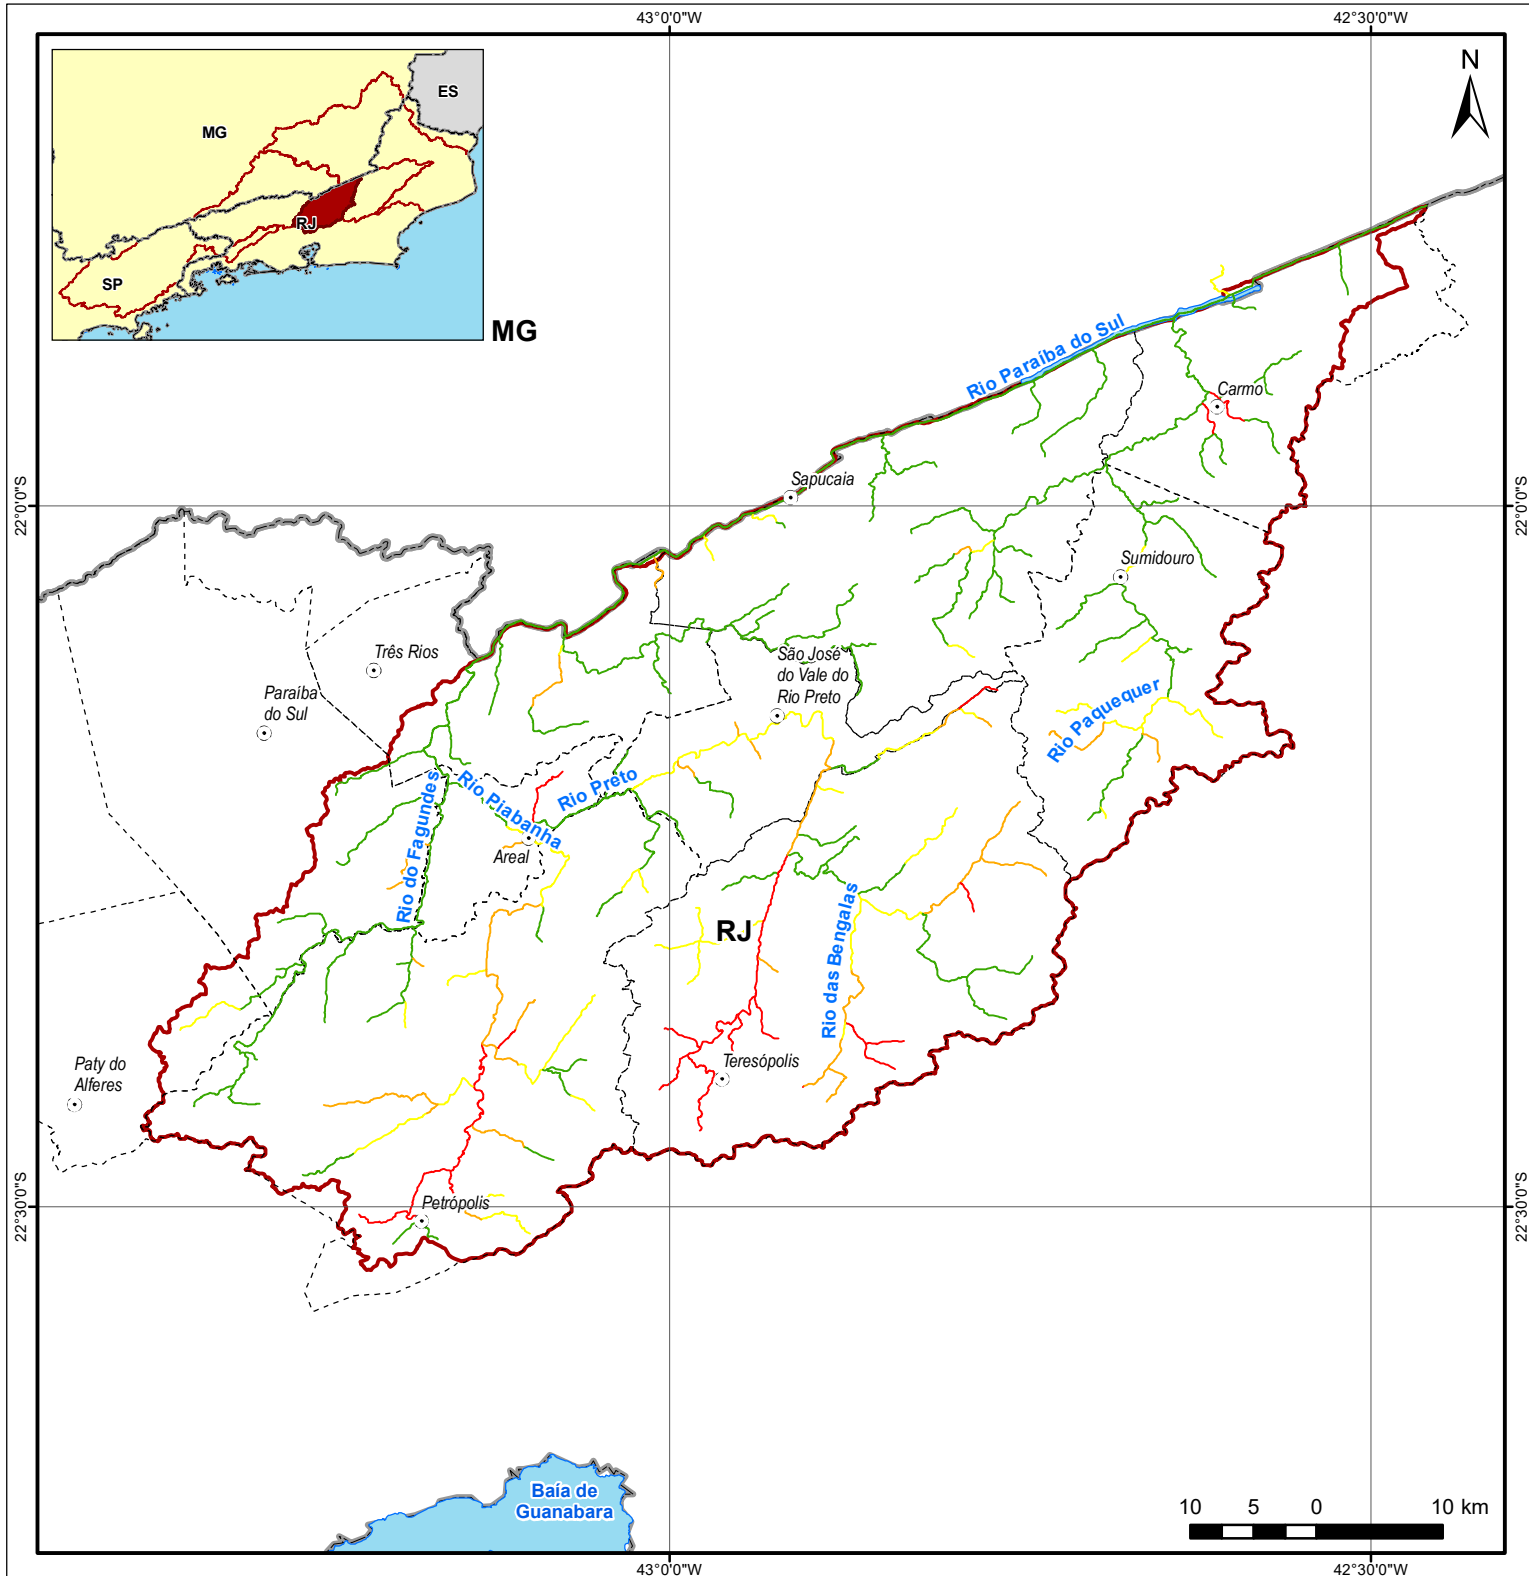 43°0'0"W
42°30'0"W
ES
MG
RJ
SP
N
MG
Rio Paraíba do Sul
Carmo
Sapucaia
22°0'0"S
22°0'0"S
Sumidouro
Três Rios
São José
do Vale do
Rio Preto
Paraíba
do Sul
Rio Paquequer
Rio Preto
Rio Piabanha
Rio do Fagundes
Areal
RJ
Rio das Bengalas
Teresópolis
Paty do
Alferes
Petrópolis
22°30'0"S
22°30'0"S
Baía de
Guanabara
10 5 0 10 km
43°0'0"W
42°30'0"W